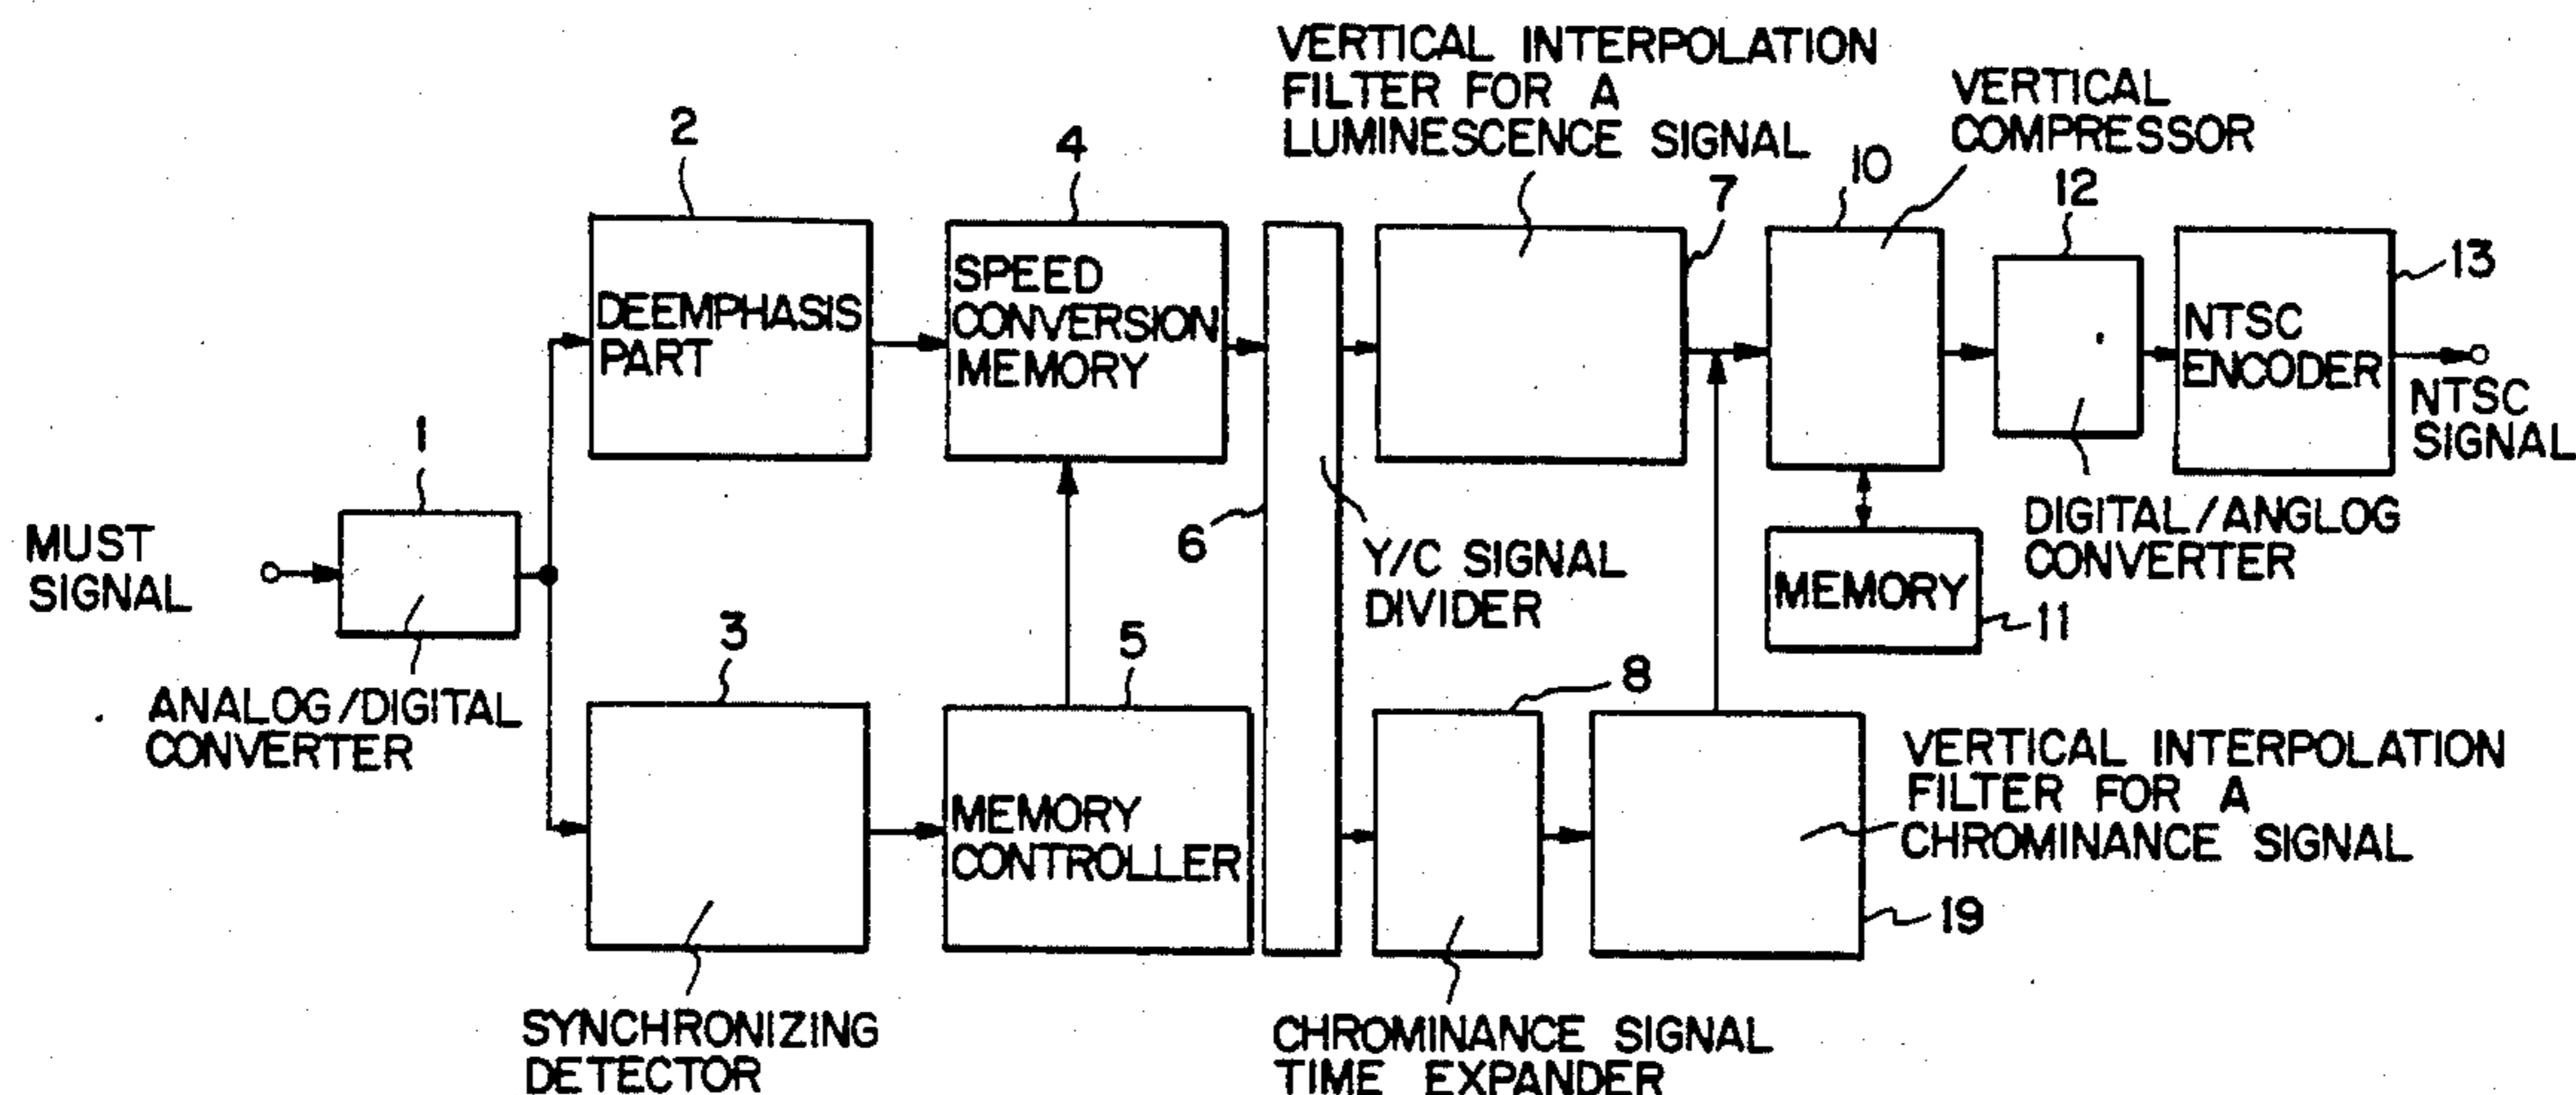 VERTICAL INTERPOLATION
FILTER FOR A
LUMINESCENCE SIGNAL
VERTICAL
COMPRESSOR
2
4
7
10
12
13
DEEMPHASIS
PART
SPEED
CONVERSION
MEMORY
NTSC
ENCODER
NTSC
SIGNAL
1
MUST
SIGNAL
ANALOG/DIGITAL
CONVERTER
6
Y/C SIGNAL
DIVIDER
MEMORY
11
DIGITAL/ANGLOG
CONVERTER
3
5
8
MEMORY
CONTROLLER
VERTICAL INTERPOLATION
FILTER FOR A
CHROMINANCE SIGNAL
19
SYNCHRONIZING
DETECTOR
CHROMINANCE SIGNAL
TIME EXPANDER